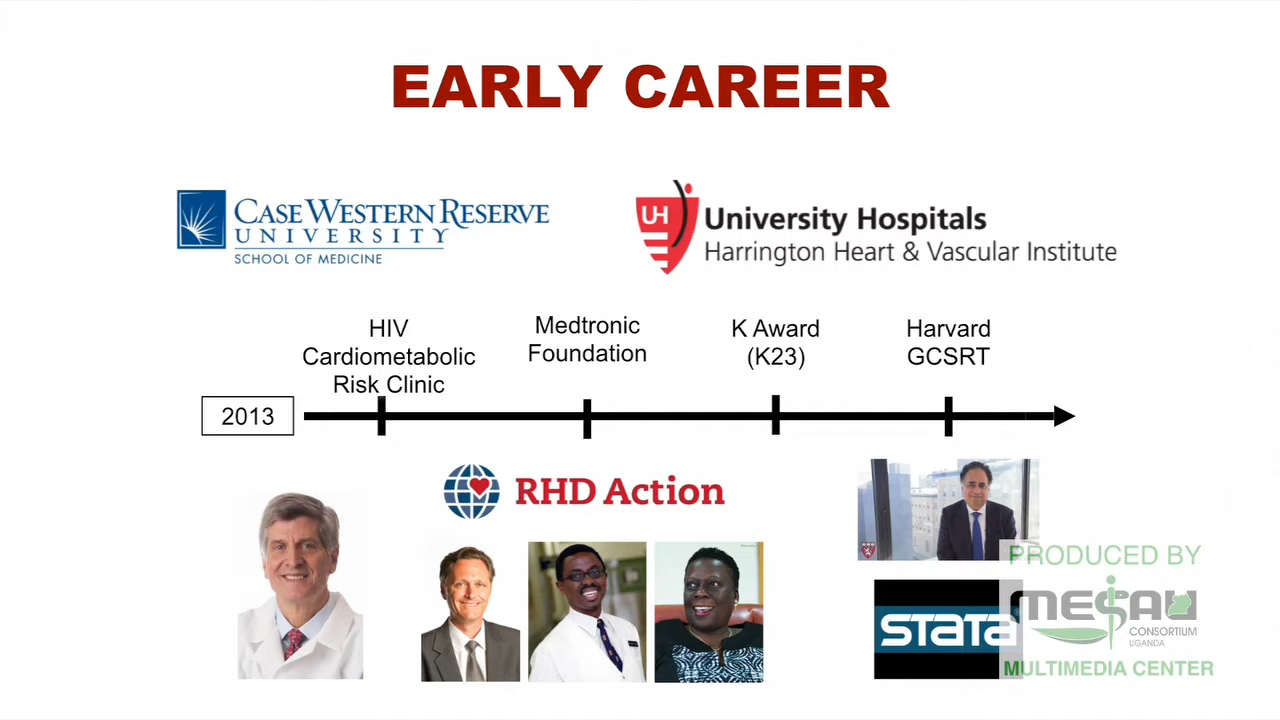 EARLY CAREER
CASE WESTERN RESERVE
UNIVERSITY
SCHOOL OF MEDICINE
UH
University Hospitals
Harrington Heart & Vascular Institute
HIV
Cardiometabolic
Risk Clinic
Medtronic
Foundation
K Award
(K23)
Harvard
GCSRT
2013
RHD Action
PRODUCED BY
STATA
MESAU
CONSORTIUM
UGANDA
MULTIMEDIA CENTER